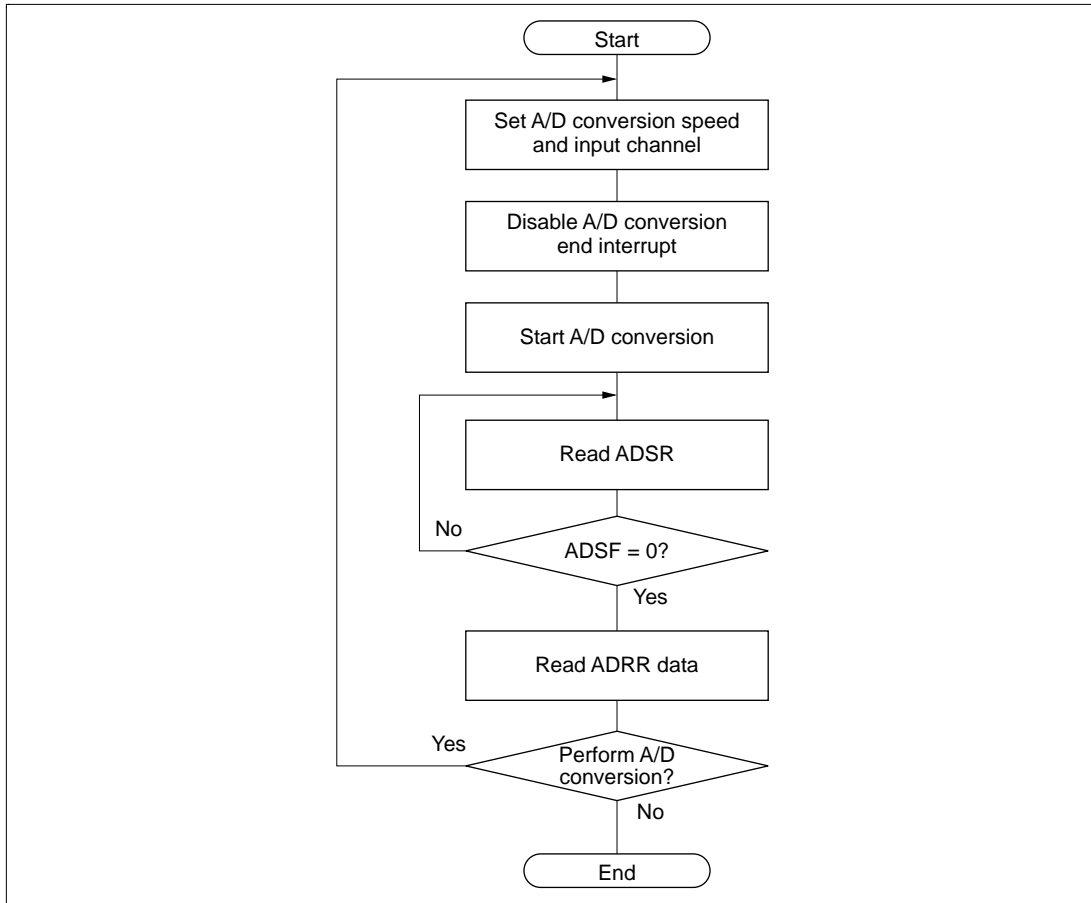 Start
Set A/D conversion speed
and input channel
Disable A/D conversion
end interrupt
Start A/D conversion
Read ADSR
No
ADSF = 0?
Yes
Read ADRR data
Yes
Perform A/D
conversion?
No
End